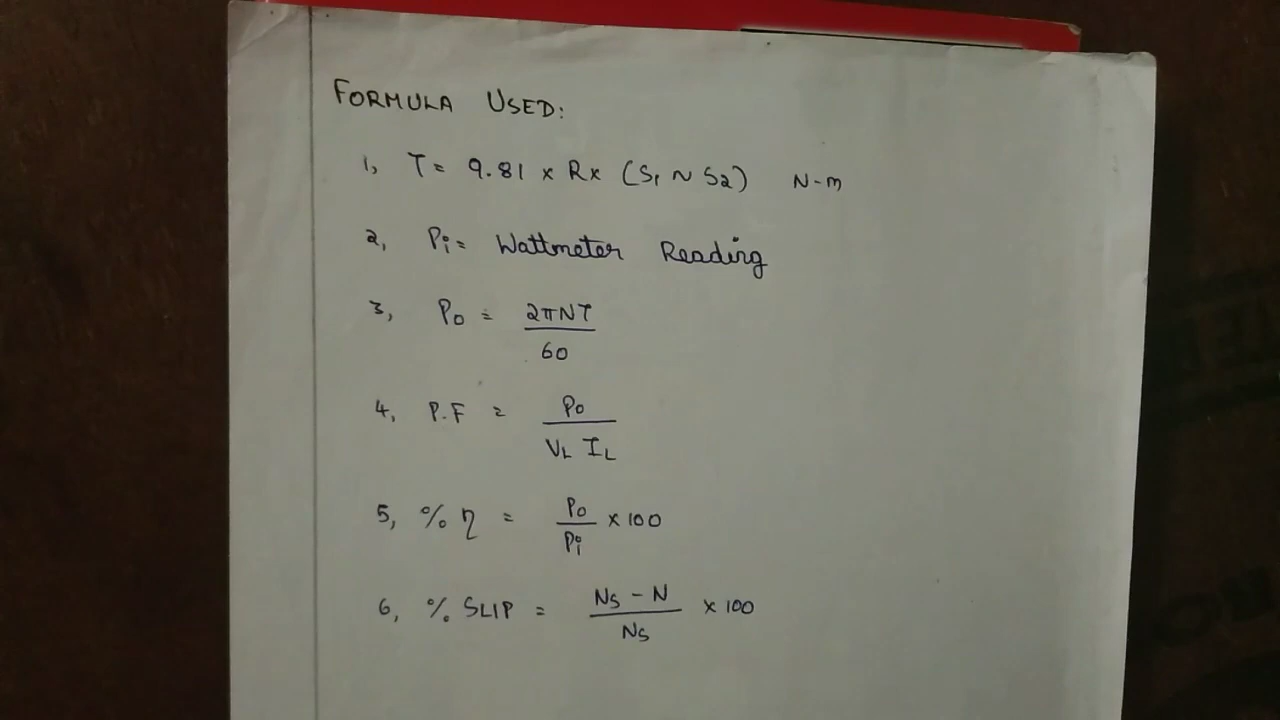 FORMULA USED:
1, T = 9.81 x R x (S₁ ~ S₂) N-m
2, Pi = Wattmeter Reading
3, Po = 2πNT / 60
4, P.F = Po / VL IL
5, % η = Po / Pi x 100
6, % SLIP = Ns - N / Ns x 100